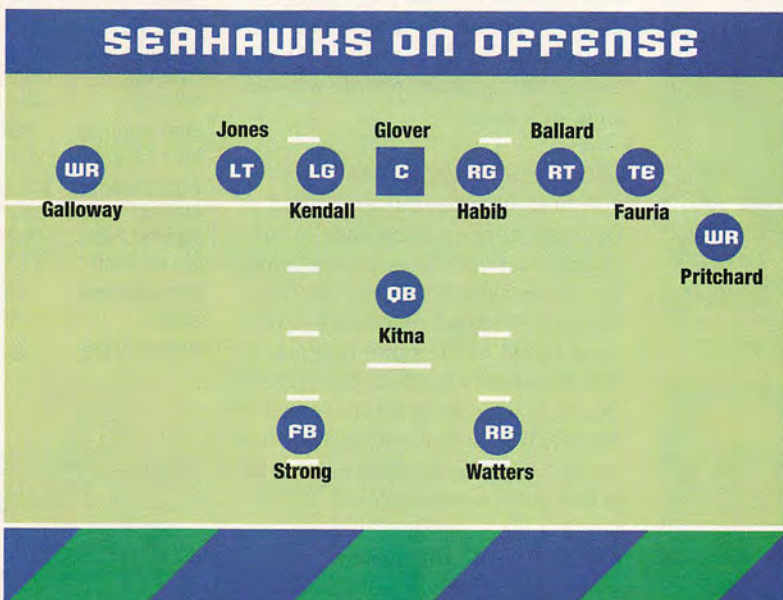 SEAHAWKS ON OFFENSE
Jones Glover Ballard
WR LT LG C RG RT TE
Galloway Kendall Habib Fauria
WR
Pritchard
QB
Kitna
FB RB
Strong Watters